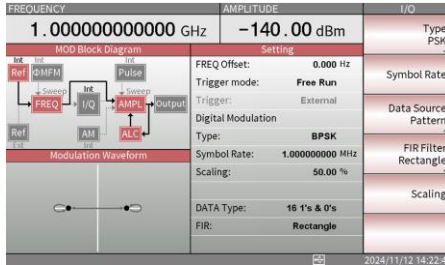 FREQUENCY AMPLITUDE I/Q
1.000000000000 GHz -140.00 dBm
MOD Block Diagram
Int Int Int
Ref ΦMFM Pulse
Sweep Int Sweep
FREQ I/Q AMPL Output
Ref AM ALC
Ext Int
Modulation Waveform
Setting
FREQ Offset: 0.000 Hz
Trigger mode: Free Run
Trigger: External
Digital Modulation
Type: BPSK
Symbol Rate: 1.000000000 MHz
Scaling: 50.00 %
DATA Type: 16 1's & 0's
FIR: Rectangle
Type
PSK
Symbol Rate
Data Source
Pattern
FIR Filter
Rectangle
Scaling
2024/11/12 14:22:4